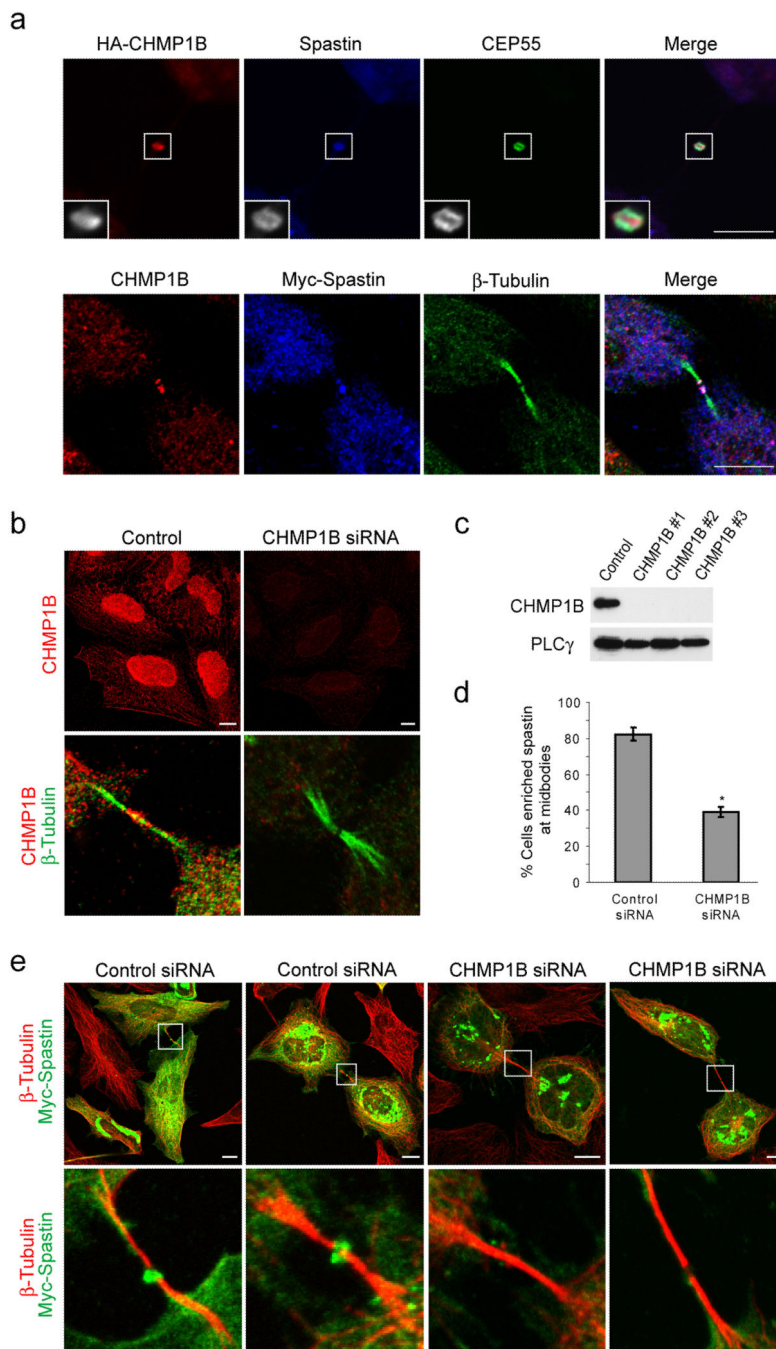 a
HA-CHMP1B Spastin CEP55 Merge
CHMP1B Myc-Spastin β-Tubulin Merge
b
Control CHMP1B siRNA
CHMP1B
CHMP1B
β-Tubulin
c
Control CHMP1B #1 CHMP1B #2 CHMP1B #3
CHMP1B
PLCγ
d
% Cells enriched spastin
at midbodies
100
80
60
40
20
0
*
Control
siRNA
CHMP1B
siRNA
e
Control siRNA Control siRNA CHMP1B siRNA CHMP1B siRNA
β-Tubulin
Myc-Spastin
β-Tubulin
Myc-Spastin